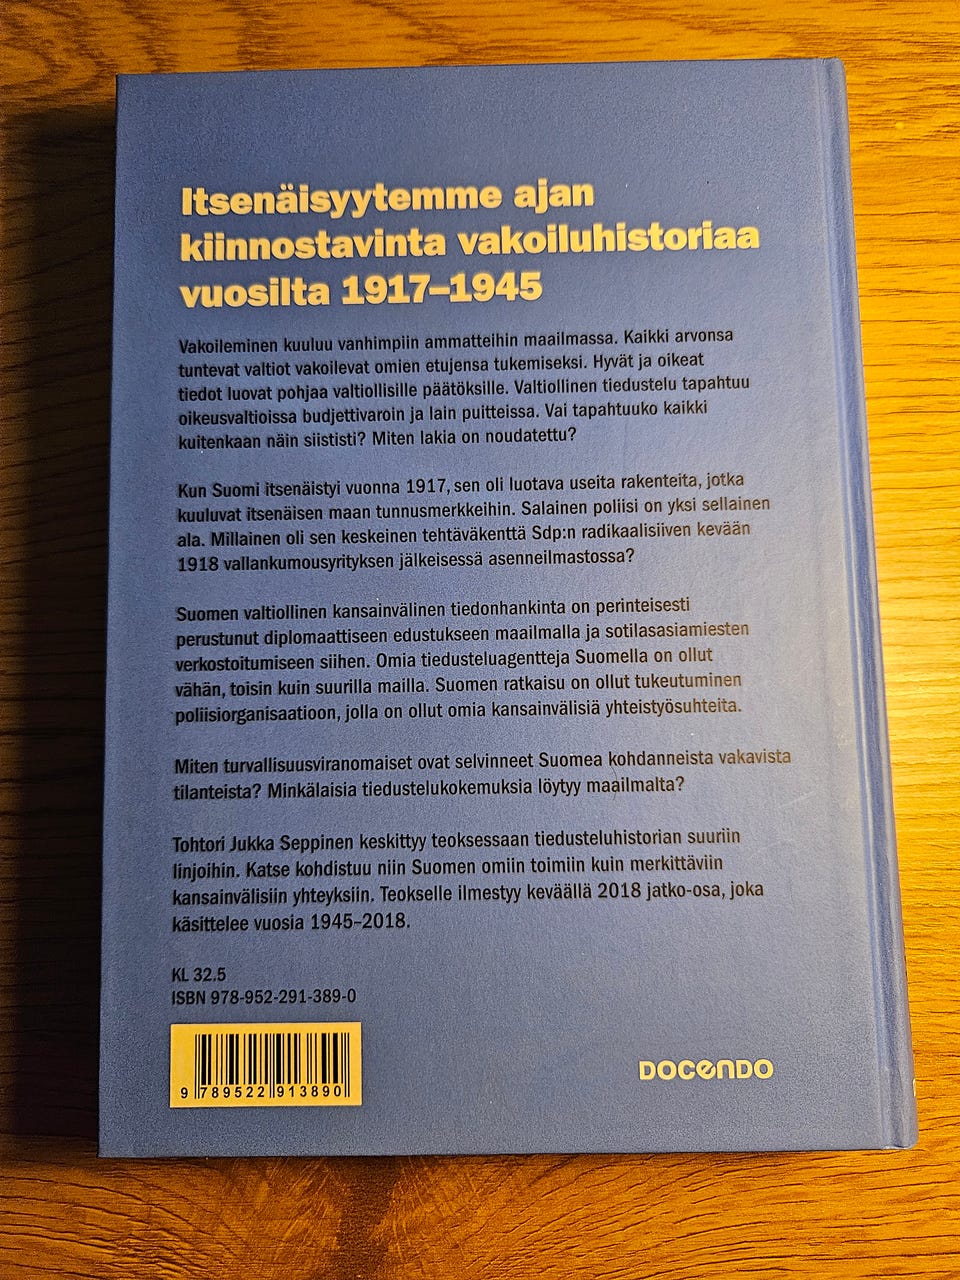 Itsenäisyytemme ajan
kiinnostavinta vakoiluhistoriaa
vuosilta 1917–1945
Vakoileminen kuuluu vanhimpiin ammatteihin maailmassa. Kaikki arvonsa
tuntevat valtiot vakoilevat omien etujensa tukemiseksi. Hyvät ja oikeat
tiedot luovat pohjaa valtiollisille päätöksille. Valtiollinen tiedustelu tapahtuu
oikeusvaltioissa budjettivaroin ja lain puitteissa. Vai tapahtuuko kaikki
kuitenkaan näin siististi? Miten lakia on noudatettu?
Kun Suomi itsenäistyi vuonna 1917, sen oli luotava useita rakenteita, jotka
kuuluvat itsenäisen maan tunnusmerkkeihin. Salainen poliisi on yksi sellainen
ala. Millainen oli sen keskeinen tehtäväkenttä Sdp:n radikaalisiiven kevään
1918 vallankumousyrityksen jälkeisessä asenneilmastossa?
Suomen valtiollinen kansainvälinen tiedonhankinta on perinteisesti
perustunut diplomaattiseen edustukseen maailmalla ja sotilasasiamiesten
verkostoitumiseen siihen. Omia tiedusteluagentteja Suomella on ollut
vähän, toisin kuin suurilla mailla. Suomen ratkaisu on ollut tukeutuminen
poliisiorganisaatioon, jolla on ollut omia kansainvälisiä yhteistyösuhteita.
Miten turvallisuusviranomaiset ovat selvinneet Suomea kohdanneista vakavista
tilanteista? Minkälaisia tiedustelukokemuksia löytyy maailmalta?
Tohtori Jukka Seppinen keskittyy teoksessaan tiedusteluhistorian suuriin
linjoihin. Katse kohdistuu niin Suomen omiin toimiin kuin merkittäviin
kansainvälisiin yhteyksiin. Teokselle ilmestyy keväällä 2018 jatko-osa, joka
käsittelee vuosia 1945–2018.
KL 32.5
ISBN 978-952-291-389-0
9 789522 913890
DOCENDO